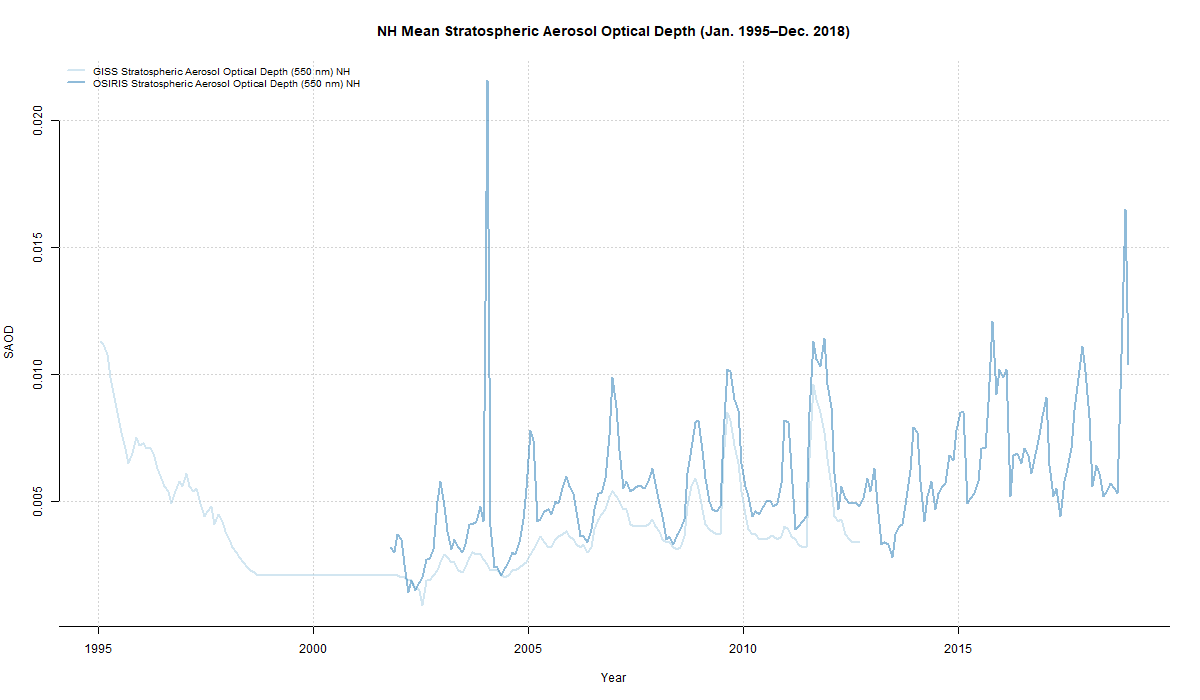 NH Mean Stratospheric Aerosol Optical Depth (Jan. 1995–Dec. 2018)
GISS Stratospheric Aerosol Optical Depth (550 nm) NH
OSIRIS Stratospheric Aerosol Optical Depth (550 nm) NH
0.020
0.015
0.010
0.005
SAOD
1995 2000 2005 2010 2015
Year